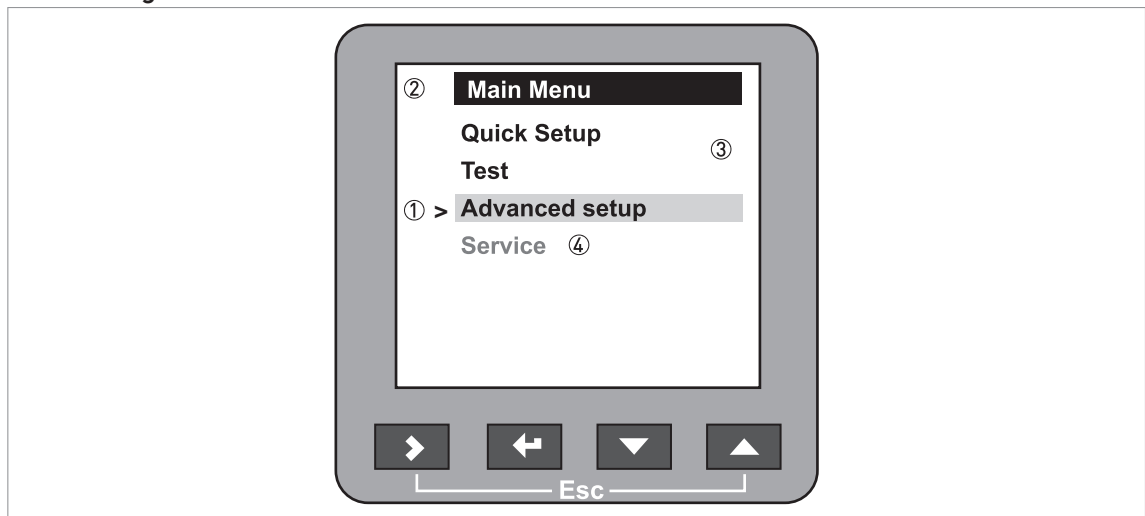 ② Main Menu
Quick Setup
③
Test
① > Advanced setup
Service ④
Esc